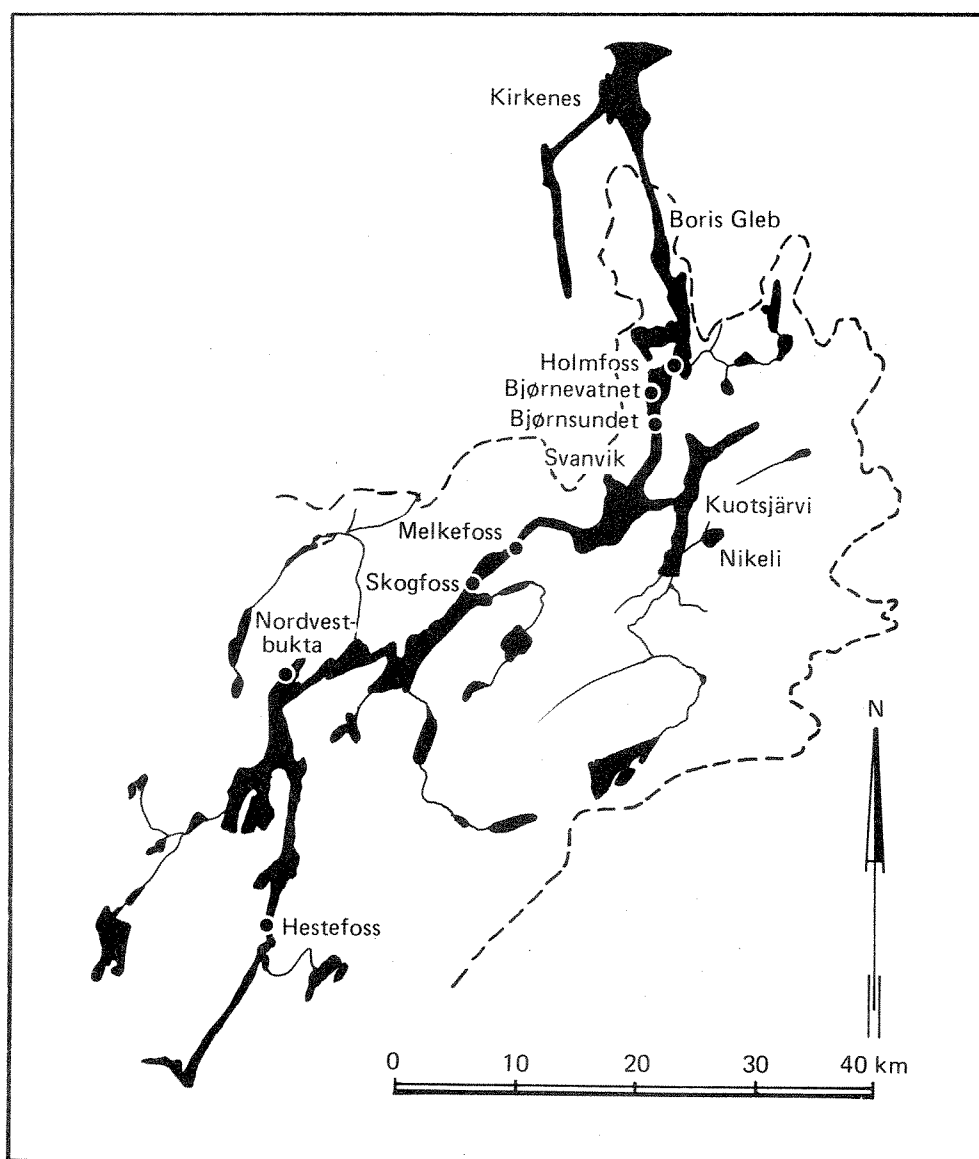 Kirkenes
Boris Gleb
Holmfoss
Bjørnevatnet
Bjørnsundet
Svanvik
Kuotsjärvi
Melkefoss
Nikeli
Skogfoss
Nordvest-
bukta
N
Hestefoss
0 10 20 30 40 km